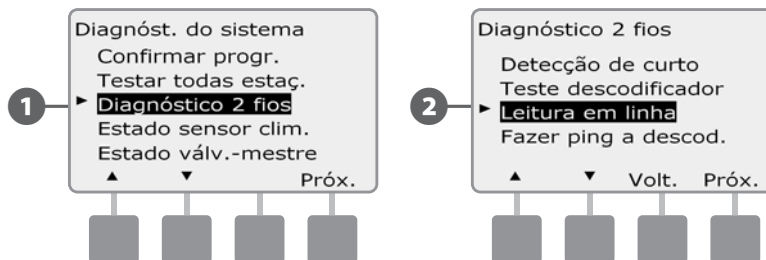 Diagnóst. do sistema
Confirmar progr.
Testar todas estaç.
1
► Diagnóstico 2 fios
Estado sensor clim.
Estado válv.-mestre
▲ ▼ Próx.
Diagnóstico 2 fios
Detecção de curto
Teste descodificador
2
► Leitura em linha
Fazer ping a descod.
▲ ▼ Volt. Próx.